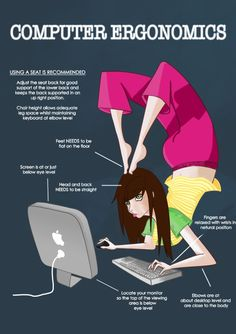 COMPUTER ERGONOMICS
USING A SEAT IS RECOMMENDED
Adjust the seat back for good
support of the lower back and
keeps the back supported in an
up right position.
Chair height allows adequate
leg space whilst maintaining
keyboard at elbow level
Feet NEEDS to be
flat on the floor
Screen is at or just
below eye level
Head and back
NEEDS to be straight
Fingers are
relaxed with wrists in
netural position
Locate your monitor
so the top of the viewing
area is below
eye level
Elbows are at
about desktop level and
are close to the body